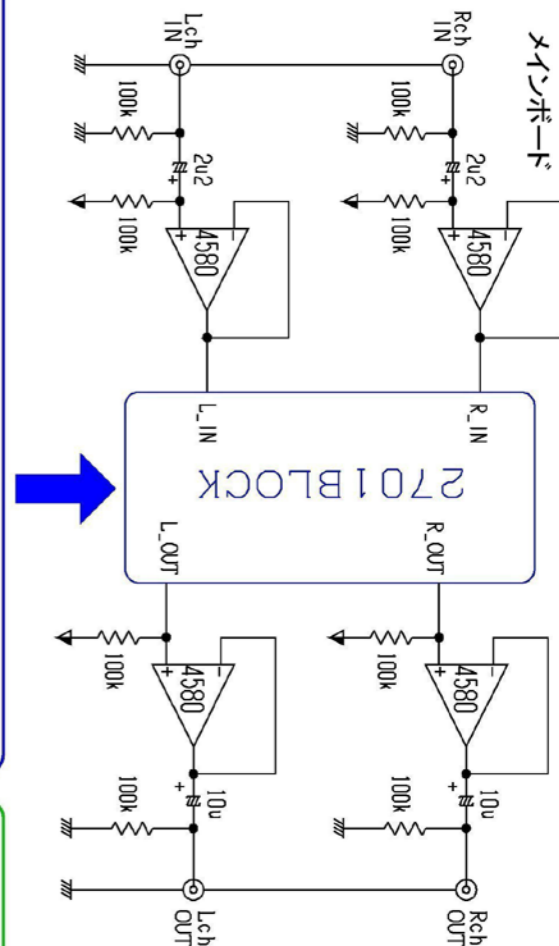 メインボード
Rch
IN
100k
2u2
+
100k
+
-
4580
R_IN
R_OUT
100k
+
-
4580
10u
+
100k
Rch
OUT
2701BLOCK
Lch
IN
100k
2u2
+
100k
+
-
4580
L_IN
L_OUT
100k
+
-
4580
10u
+
100k
Lch
OUT